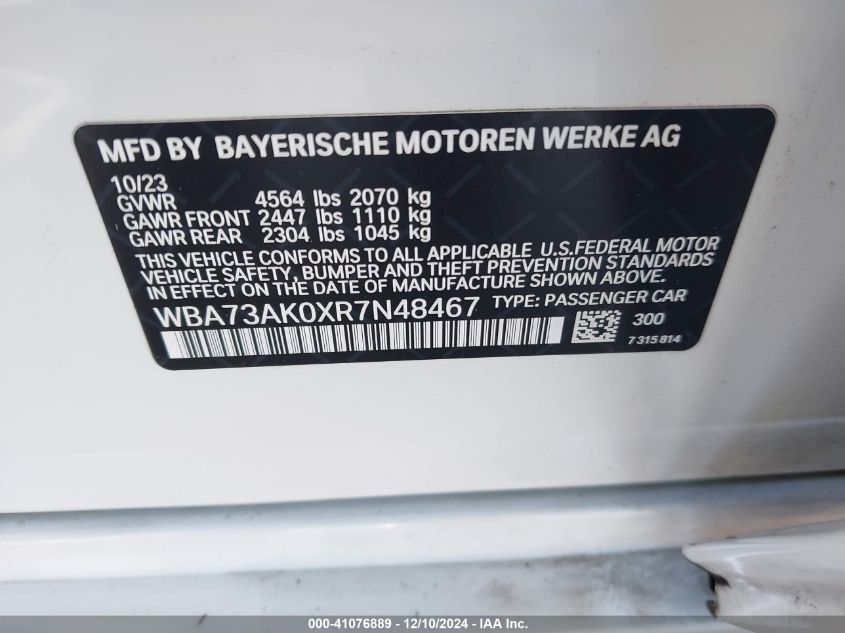 MFD BY BAYERISCHE MOTOREN WERKE AG
10/23
GVWR 4564 lbs 2070 kg
GAWR FRONT 2447 lbs 1110 kg
GAWR REAR 2304 lbs 1045 kg
THIS VEHICLE CONFORMS TO ALL APPLICABLE U.S.FEDERAL MOTOR
VEHICLE SAFETY, BUMPER AND THEFT PREVENTION STANDARDS
IN EFFECT ON THE DATE OF MANUFACTURE SHOWN ABOVE.
WBA73AK0XR7N48467 TYPE: PASSENGER CAR
300
7 315 814
000-41076889 - 12/10/2024 - IAA Inc.